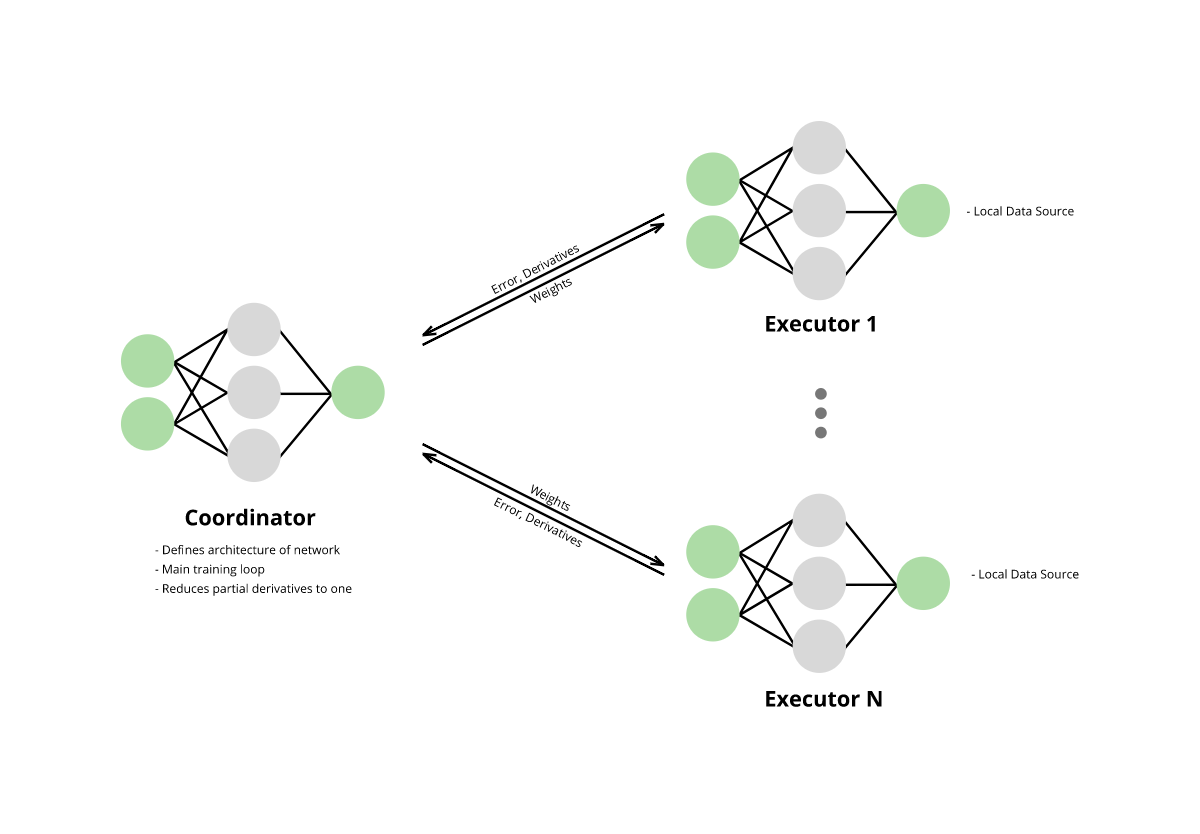 - Local Data Source
Error, Derivatives
Weights
Executor 1
Coordinator
- Defines architecture of network
- Main training loop
- Reduces partial derivatives to one
Weights
Error, Derivatives
- Local Data Source
Executor N